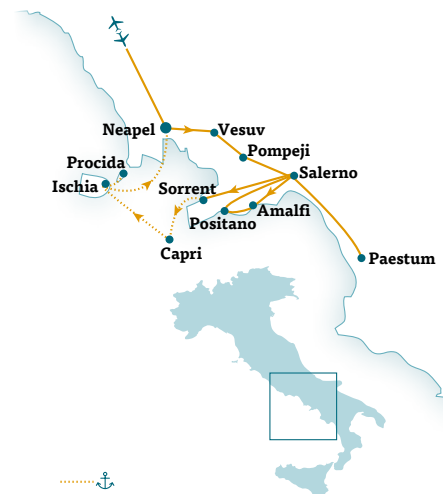 Neapel
Vesuv
Pompeji
Procida
Salerno
Ischia
Sorrent
Amalfi
Positano
Capri
Paestum